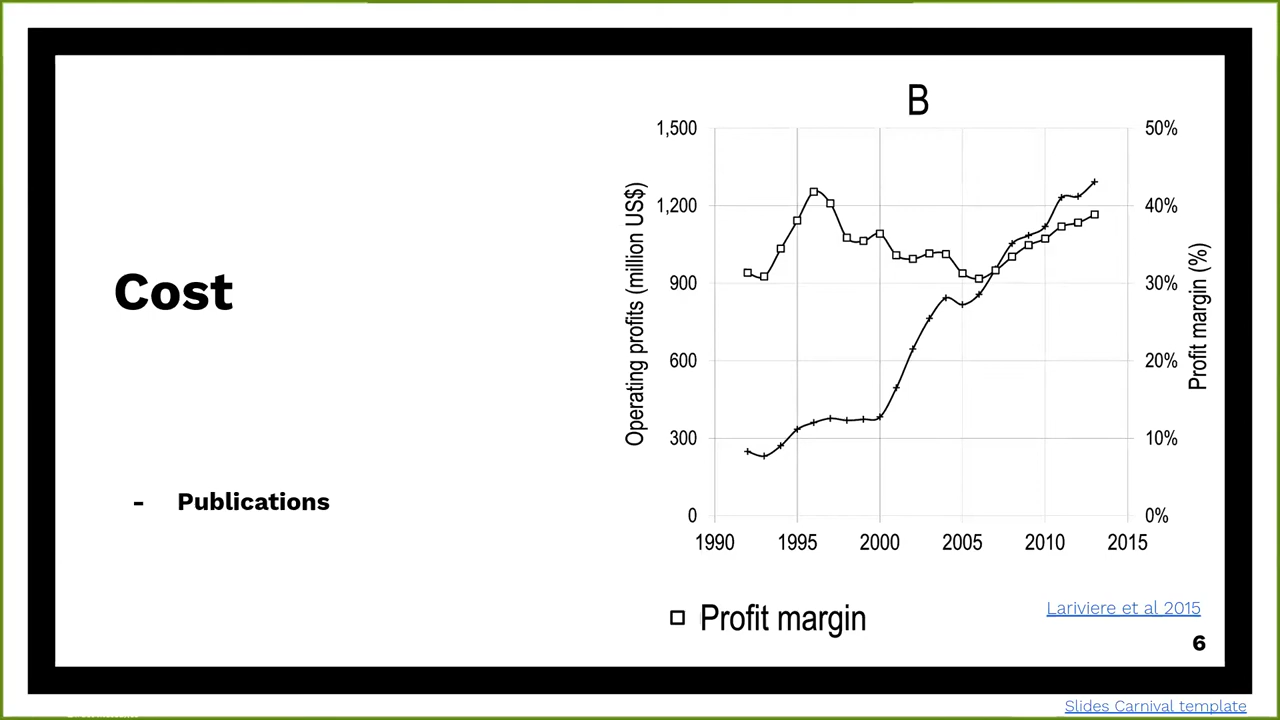 B
1,500
1,200
900
600
300
0
50%
40%
30%
20%
10%
0%
Operating profits (million US$)
Profit margin (%)
1990 1995 2000 2005 2010 2015
Cost
- Publications
Profit margin
Lariviere et al 2015
6
Slides Carnival template